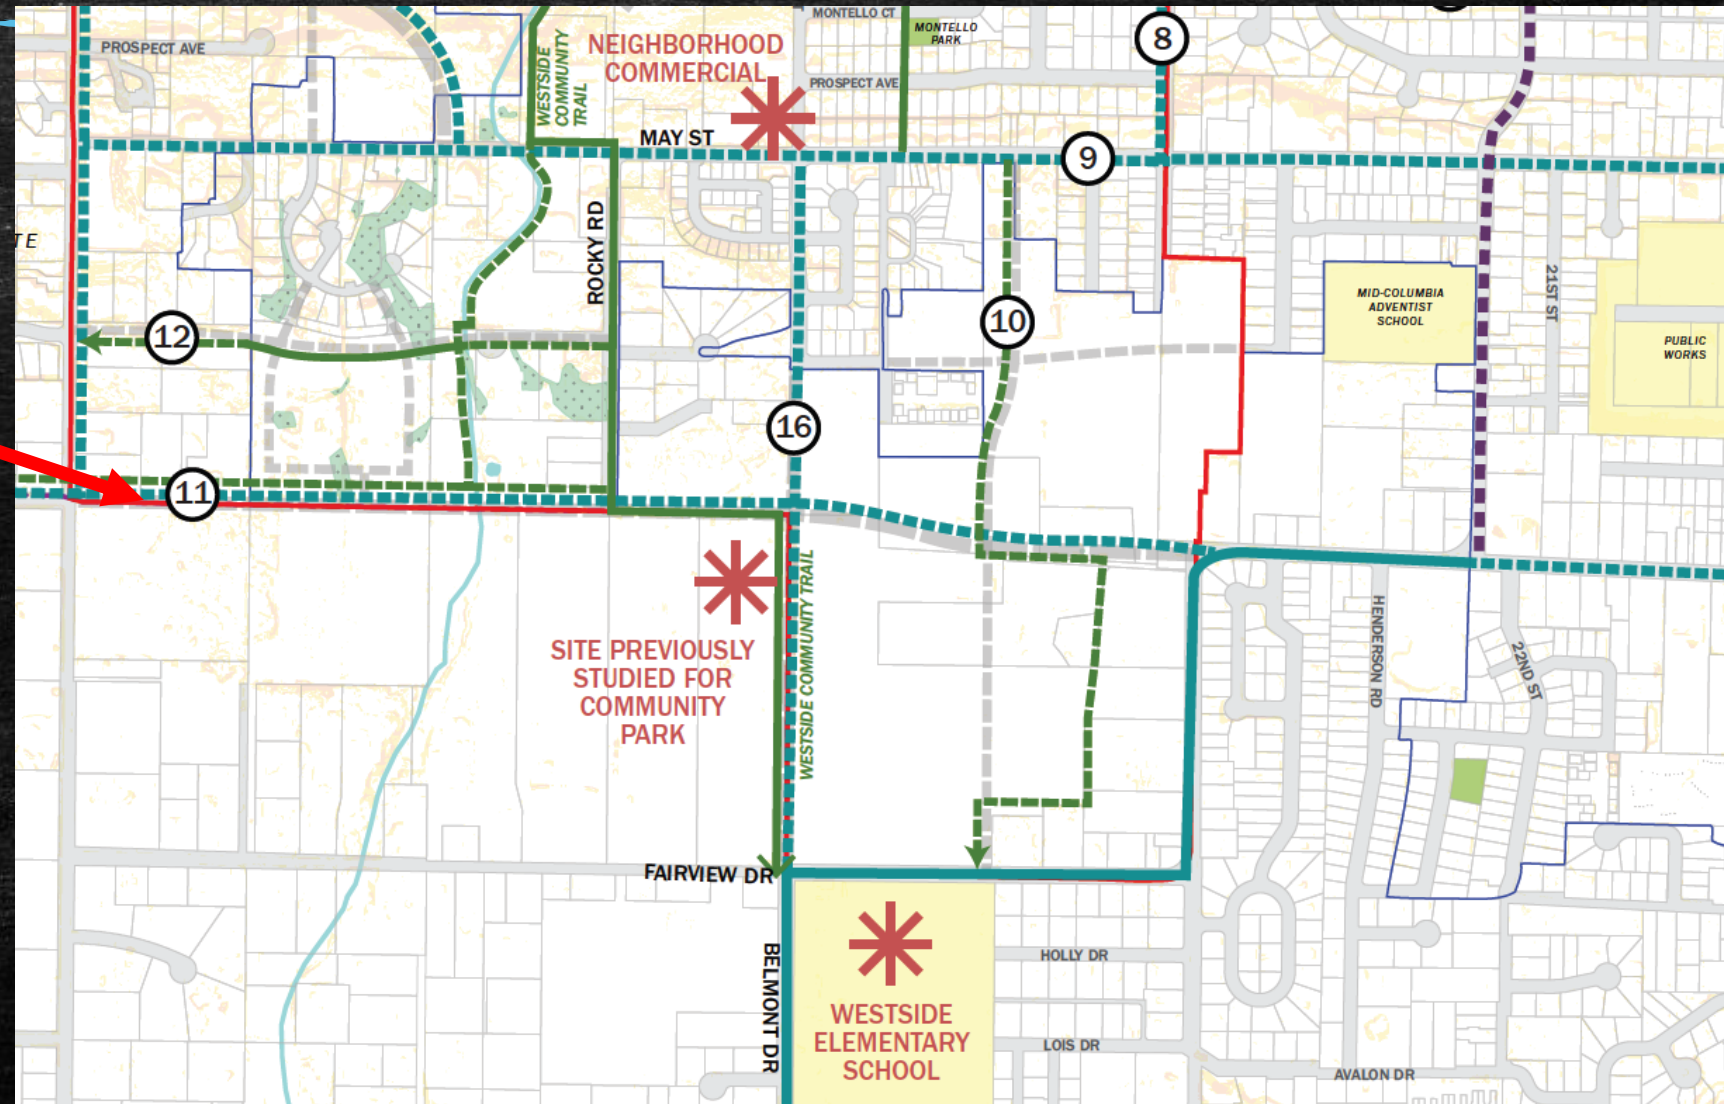 MONTELLO CT
MONTELLO
PARK
PROSPECT AVE
NEIGHBORHOOD
COMMERCIAL
WESTSIDE
COMMUNITY
TRAIL
8
PROSPECT AVE
MAY ST
9
TE
ROCKY RD
21ST ST
MID-COLUMBIA
ADVENTIST
SCHOOL
12
10
PUBLIC
WORKS
16
11
WESTSIDE COMMUNITY TRAIL
SITE PREVIOUSLY
STUDIED FOR
COMMUNITY
PARK
HENDERSON RD
22ND ST
FAIRVIEW DR
BELMONT DR
HOLLY DR
WESTSIDE
ELEMENTARY
SCHOOL
LOIS DR
AVALON DR